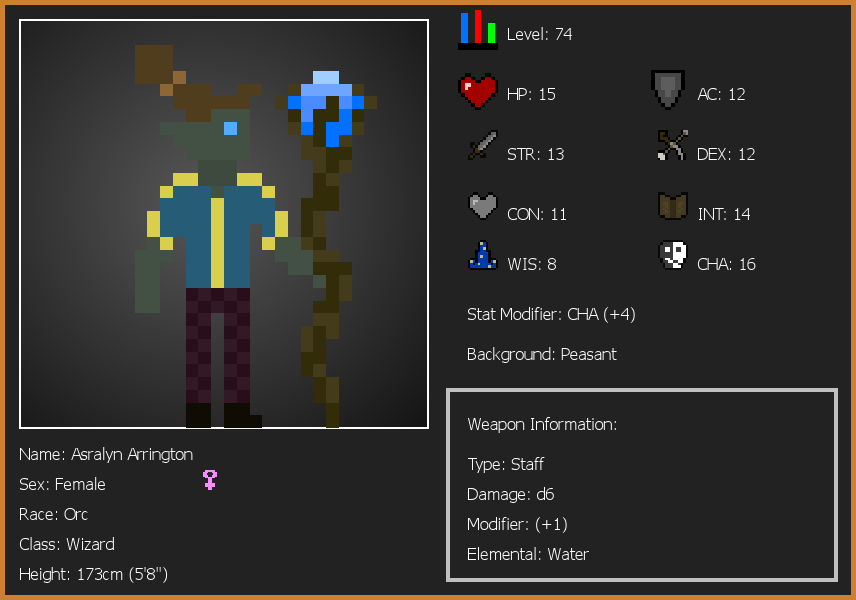 Level: 74
HP: 15
AC: 12
STR: 13
DEX: 12
CON: 11
INT: 14
WIS: 8
CHA: 16
Stat Modifier: CHA (+4)
Background: Peasant
Weapon Information:
Type: Staff
Damage: d6
Modifier: (+1)
Elemental: Water
Name: Asralyn Arrington
Sex: Female
Race: Orc
Class: Wizard
Height: 173cm (5'8")